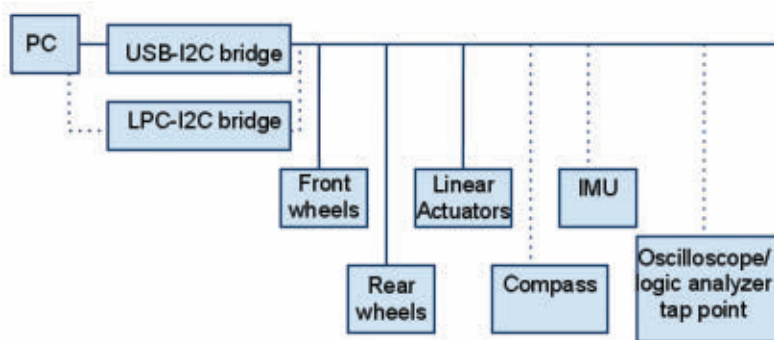 PC
USB-I2C bridge
LPC-I2C bridge
Front
wheels
Linear
Actuators
IMU
Rear
wheels
Compass
Oscilloscope/
logic analyzer
tap point